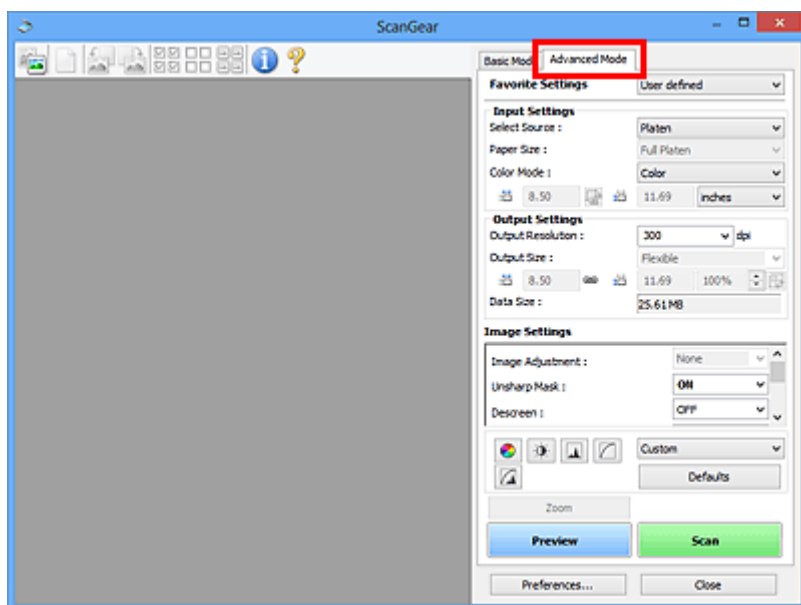 ScanGear
Basic Mod Advanced Mode
Favorite Settings User defined
Input Settings
Select Source : Platen
Paper Size : Full Platen
Color Mode : Color
8.50 11.69 inches
Output Settings
Output Resolution : 300 dpi
Output Size : Flexible
8.50 11.69 100%
Data Size : 25.61 MB
Image Settings
Image Adjustment : None
Unsharp Mask : ON
Descreen : OFF
Custom
Defaults
Zoom
Preview Scan
Preferences... Close